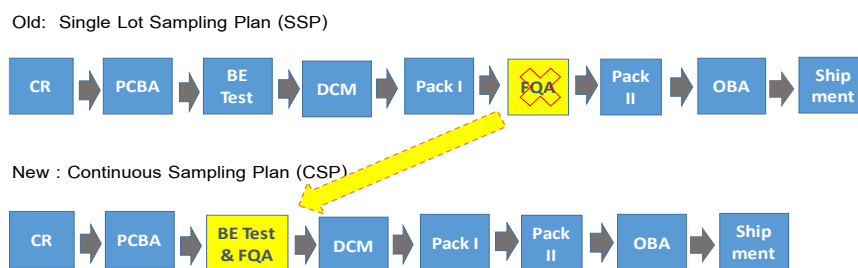 Old: Single Lot Sampling Plan (SSP)
CR
PCBA
BE
Test
DCM
Pack I
FQA
Pack
II
OBA
Ship
ment
New : Continuous Sampling Plan (CSP)
CR
PCBA
BE Test
& FQA
DCM
Pack I
Pack
II
OBA
Ship
ment